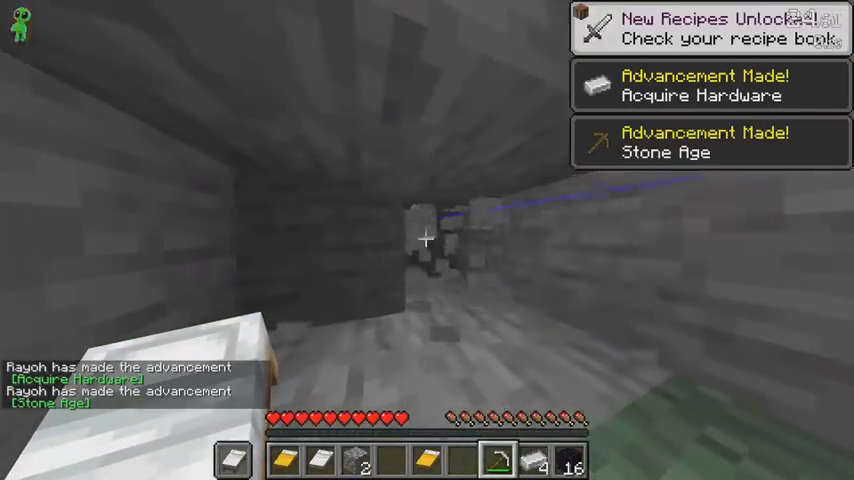 New Recipes Unlocked!
Check your recipe book
Advancement Made!
Acquire Hardware
Advancement Made!
Stone Age
Rayoh has made the advancement
[Acquire Hardware]
Rayoh has made the advancement
[Stone Age]
2
4
16